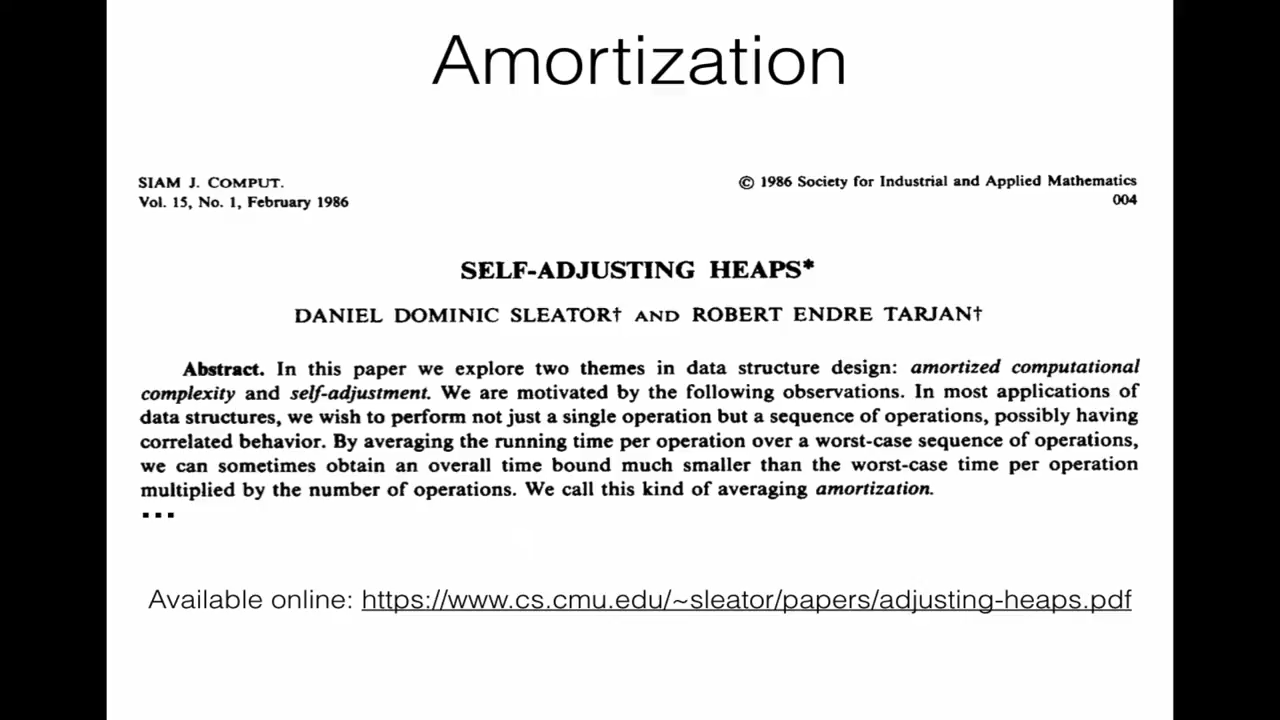 Amortization
SIAM J. COMPUT.
Vol. 15, No. 1, February 1986
© 1986 Society for Industrial and Applied Mathematics
004
SELF-ADJUSTING HEAPS*
DANIEL DOMINIC SLEATOR† AND ROBERT ENDRE TARJAN†
Abstract. In this paper we explore two themes in data structure design: amortized computational
complexity and self-adjustment. We are motivated by the following observations. In most applications of
data structures, we wish to perform not just a single operation but a sequence of operations, possibly having
correlated behavior. By averaging the running time per operation over a worst-case sequence of operations,
we can sometimes obtain an overall time bound much smaller than the worst-case time per operation
multiplied by the number of operations. We call this kind of averaging amortization.
...
Available online: https://www.cs.cmu.edu/~sleator/papers/adjusting-heaps.pdf